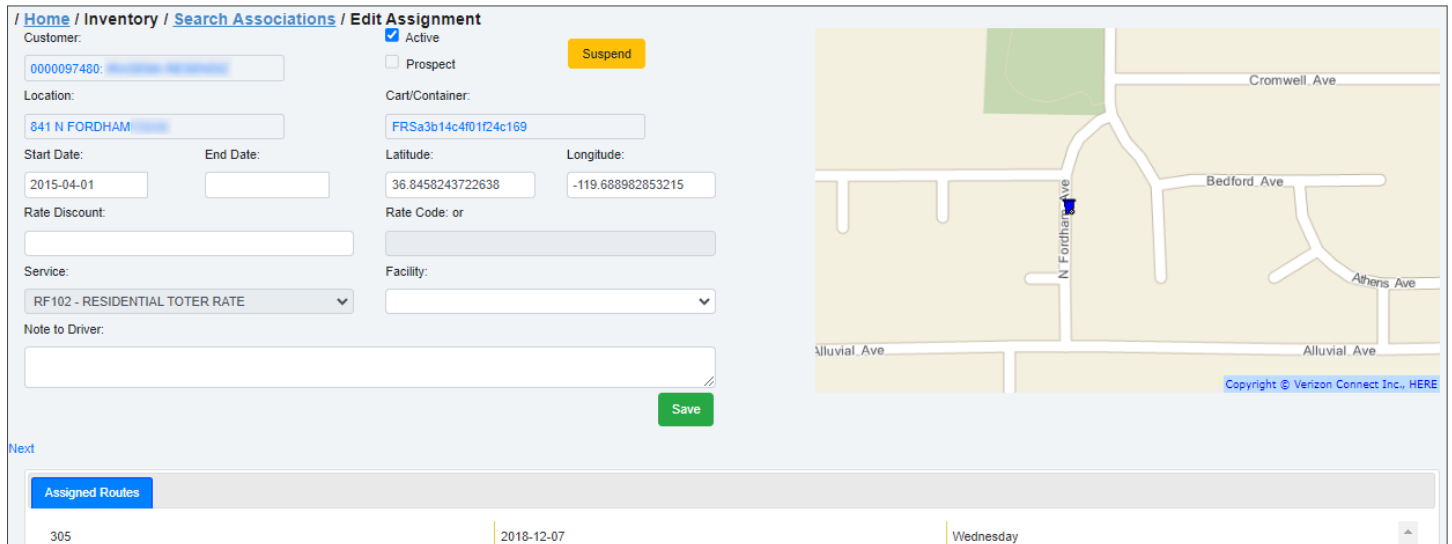 / Home / Inventory / Search Associations / Edit Assignment
Customer:
Active
Suspend
0000097480:
Prospect
Location:
Cart/Container:
841 N FORDHAM
FRSa3b14c4f01f24c169
Start Date:
End Date:
Latitude:
Longitude:
2015-04-01
36.8458243722638
-119.688982853215
Rate Discount:
Rate Code: or
Service:
Facility:
RF102 - RESIDENTIAL TOTER RATE
Note to Driver:
Save
Cromwell Ave
Bedford Ave
N Fordham Ave
Athens Ave
Alluvial Ave
Alluvial Ave
Copyright © Verizon Connect Inc., HERE
Next
Assigned Routes
305
2018-12-07
Wednesday